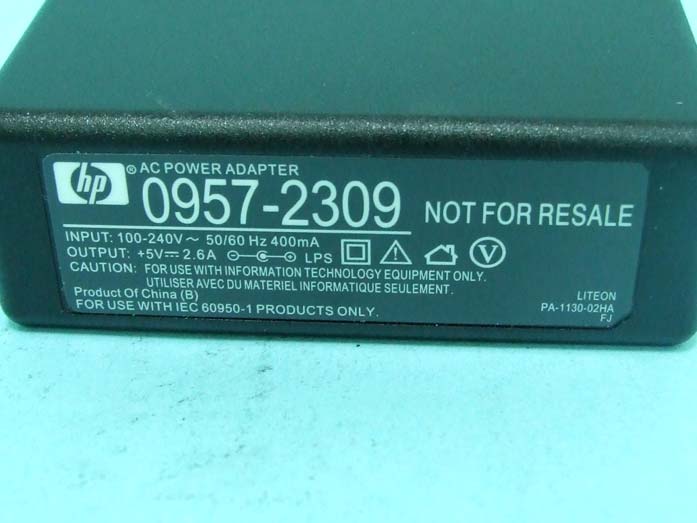 hp ® AC POWER ADAPTER
0957-2309 NOT FOR RESALE
INPUT: 100-240V ~ 50/60 Hz 400mA
OUTPUT: +5V⎓ 2.6A LPS V
CAUTION: FOR USE WITH INFORMATION TECHNOLOGY EQUIPMENT ONLY.
UTILISER AVEC DU MATERIEL INFORMATIQUE SEULEMENT.
Product Of China (B)
FOR USE WITH IEC 60950-1 PRODUCTS ONLY.
LITEON
PA-1130-02HA
FJ